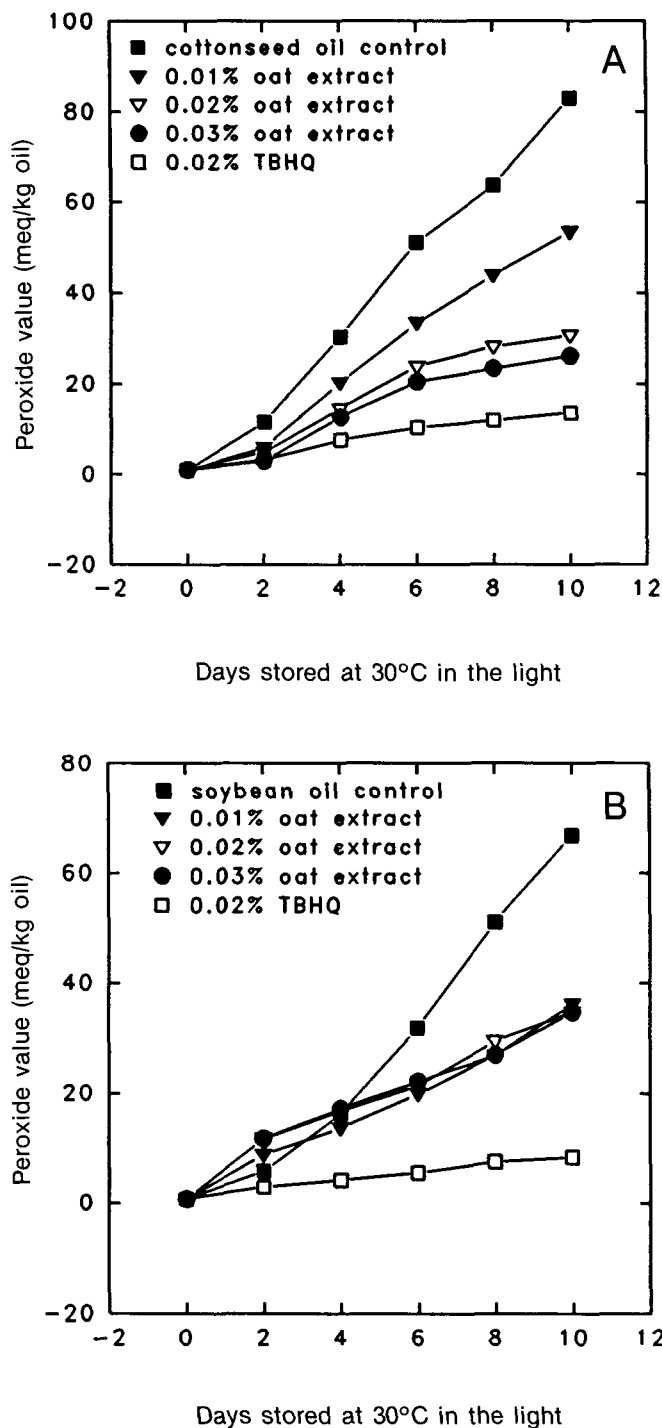 100
80
60
40
20
0
-20
Peroxide value (meq/kg oil)
A
cottonseed oil control
0.01% oat extract
0.02% oat extract
0.03% oat extract
0.02% TBHQ
-2 0 2 4 6 8 10 12
Days stored at 30°C in the light
80
60
40
20
0
-20
Peroxide value (meq/kg oil)
B
soybean oil control
0.01% oat extract
0.02% oat extract
0.03% oat extract
0.02% TBHQ
-2 0 2 4 6 8 10 12
Days stored at 30°C in the light